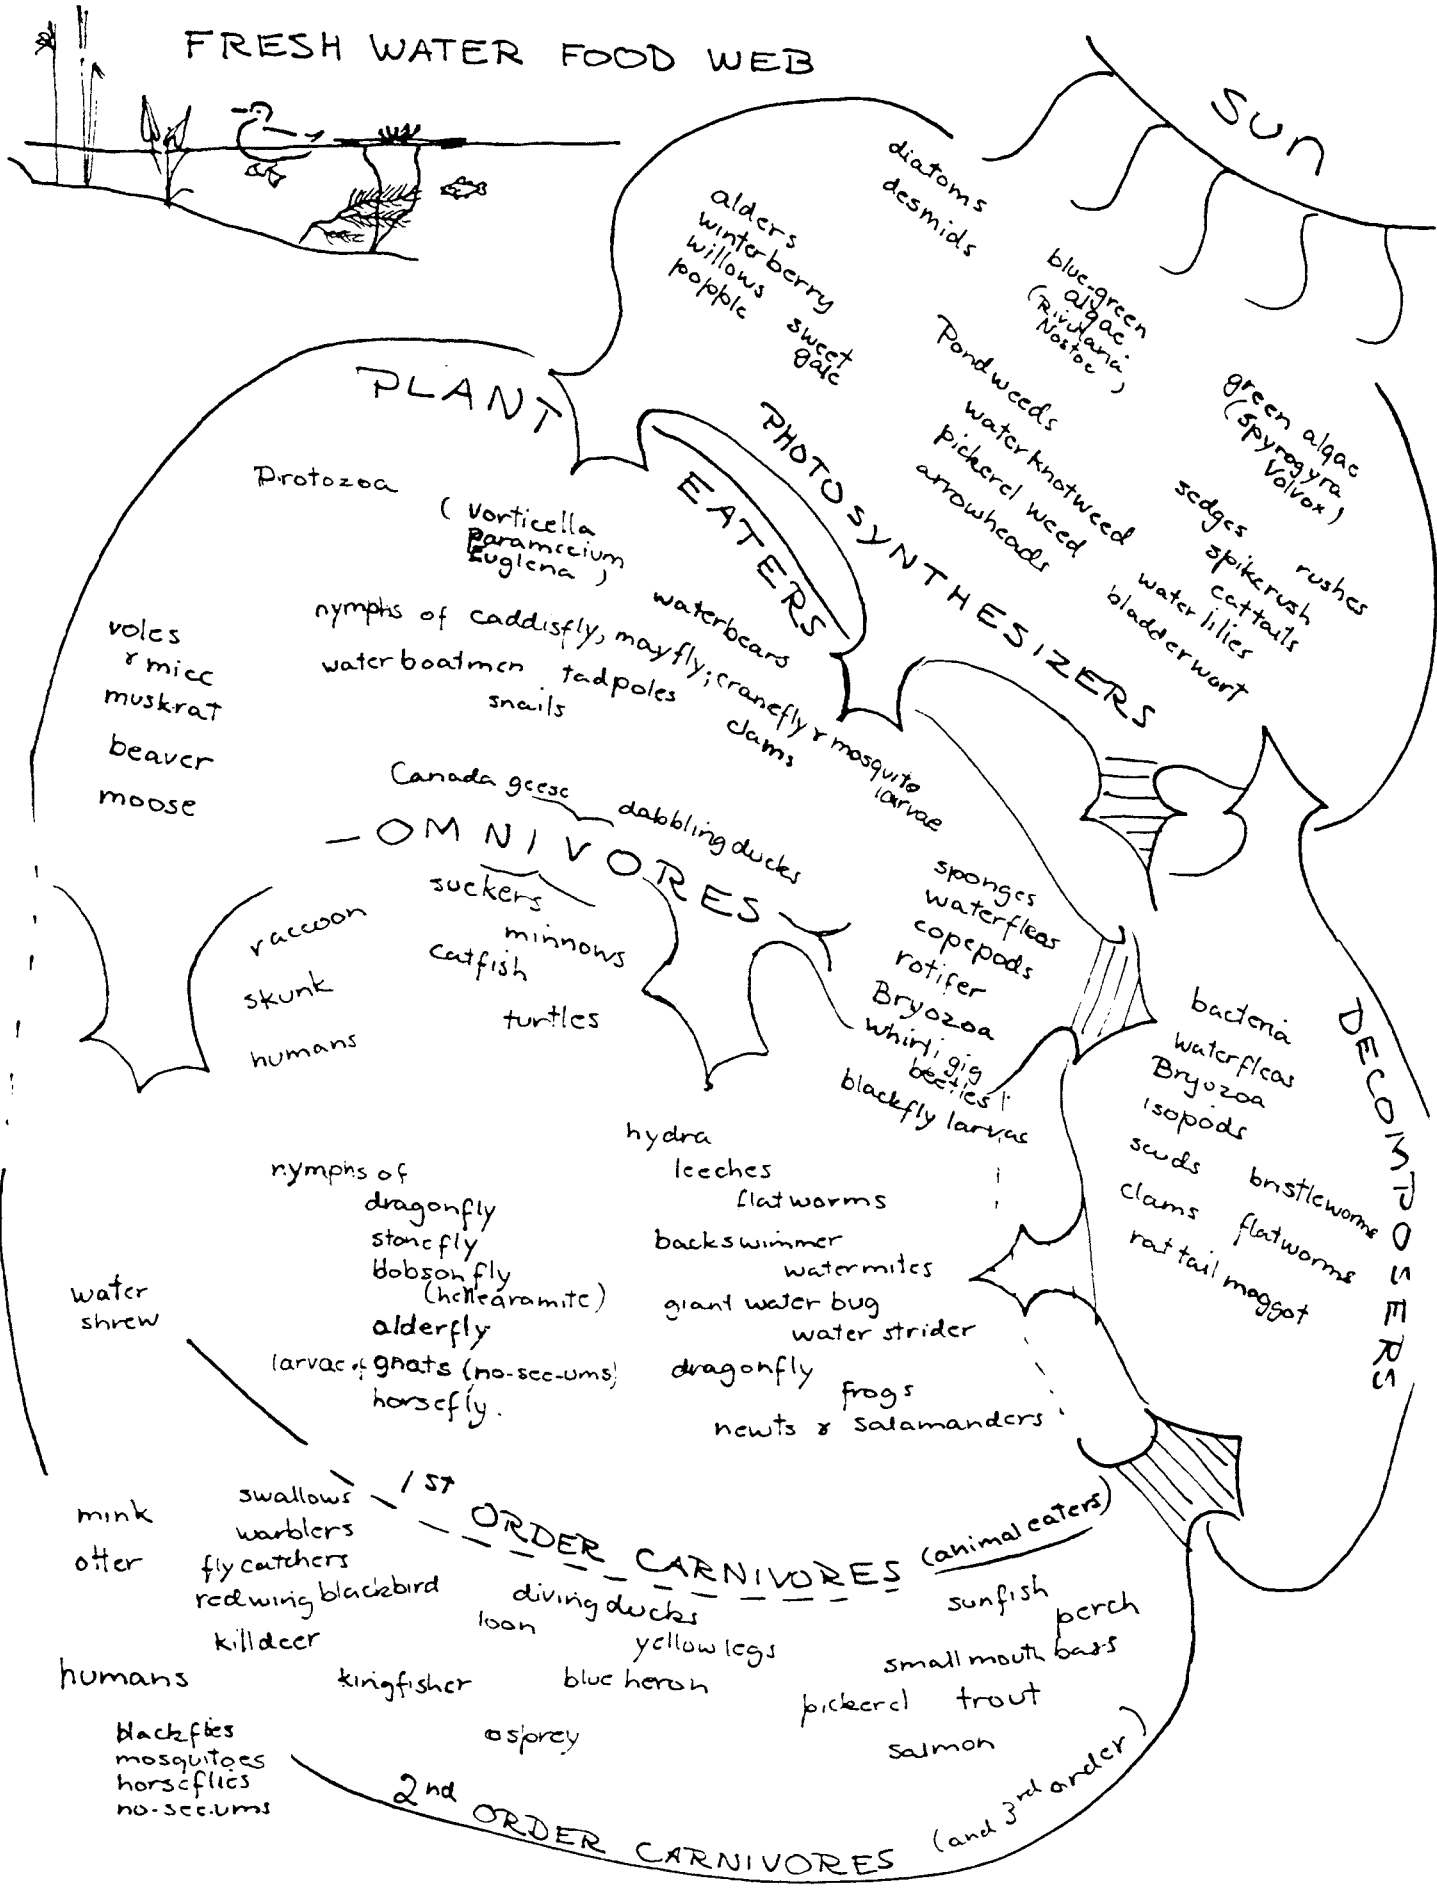 FRESH WATER FOOD WEB
Sun
diatoms
desmids
alders
winterberry
willows
popple
sweet
gale
blue-green
algae
(Rivularia,
Nostoc)
Pondweeds
water knotweed
pickerel weed
arrowheads
green algae
(spyrogyra
Volvox)
sedges
rushes
spikerush
cattails
water lilies
bladderwort
PHOTOSYNTHESIZERS
PLANT
EATERS
Protozoa
(Vorticella
Paramecium
Euglena)
waterbears
nymphs of caddisfly, mayfly; cranefly & mosquito
larvae
water boatmen
tadpoles
snails
clams
voles
& mice
muskrat
beaver
moose
Canada geese
dabbling ducks
- OMNIVORES -
suckers
minnows
catfish
turtles
raccoon
skunk
humans
sponges
waterfleas
copepods
rotifer
Bryozoa
whirligig
beetles
blackfly larvae
bacteria
waterfleas
Bryozoa
isopods
scuds
bristleworms
clams
flatworms
rat tail maggot
DECOMPOSERS
hydra
leeches
flatworms
backswimmer
watermites
giant water bug
water strider
dragonfly
frogs
newts & salamanders
nymphs of
dragonfly
stonefly
dobsonfly
alderfly
larvae of gnats (no-see-ums)
horsefly.
water
shrew
1ST ORDER CARNIVORES (animal eaters)
mink
otter
swallows
warblers
flycatchers
redwing blackbird
killdeer
diving ducks
loon
yellowlegs
sunfish
perch
smallmouth bass
humans
kingfisher
blue heron
pickerel
trout
osprey
salmon
blackflies
mosquitoes
horseflies
no-see-ums
2nd ORDER CARNIVORES (and 3rd order)